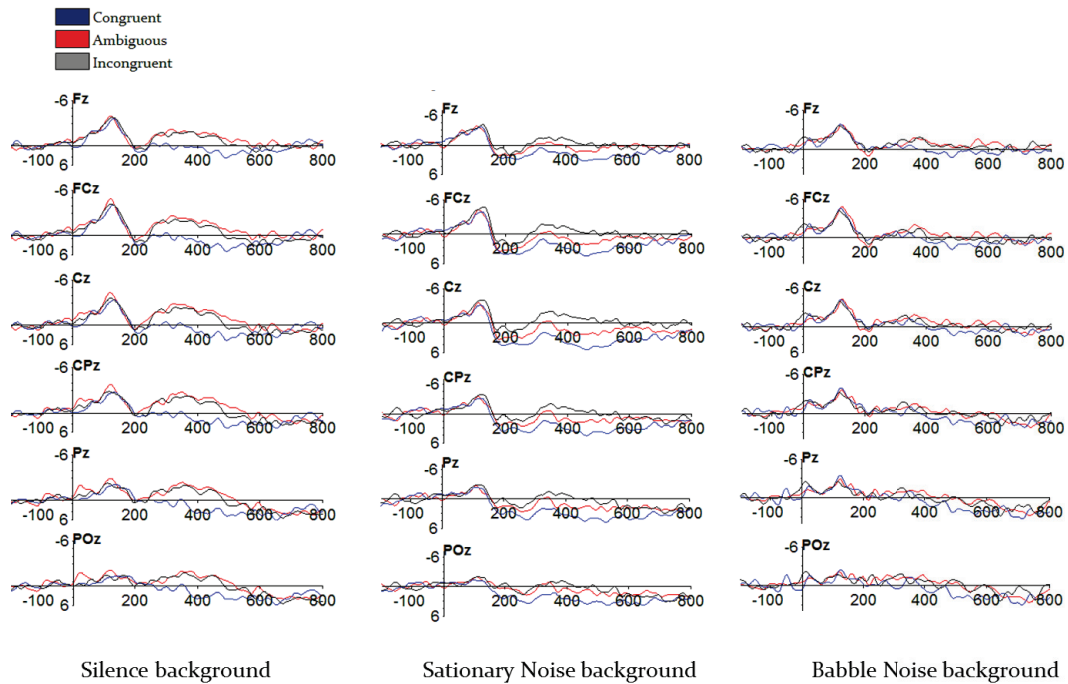 Congruent
Ambiguous
Incongruent
-6 Fz
-100 200 400 600 800
6
-6 FCz
-100 200 400 600 800
6
-6 Cz
-100 200 400 600 800
6
-6 CPz
-100 200 400 600 800
6
-6 Pz
-100 200 400 600 800
6
-6 POz
-100 200 400 600 800
6
Silence background
-6 Fz
-100 200 400 600 800
6
-6 FCz
-100 200 400 600 800
6
-6 Cz
-100 200 400 600 800
6
-6 CPz
-100 200 400 600 800
6
-6 Pz
-100 200 400 600 800
6
-6 POz
-100 200 400 600 800
6
Sationary Noise background
-6 Fz
-100 200 400 600 800
-6 FCz
-100 200 400 600 800
-6 Cz
-100 200 400 600 800
-6 CPz
-100 200 400 600 800
-6 Pz
-100 200 400 600 800
-6 POz
-100 200 400 600 800
Babble Noise background